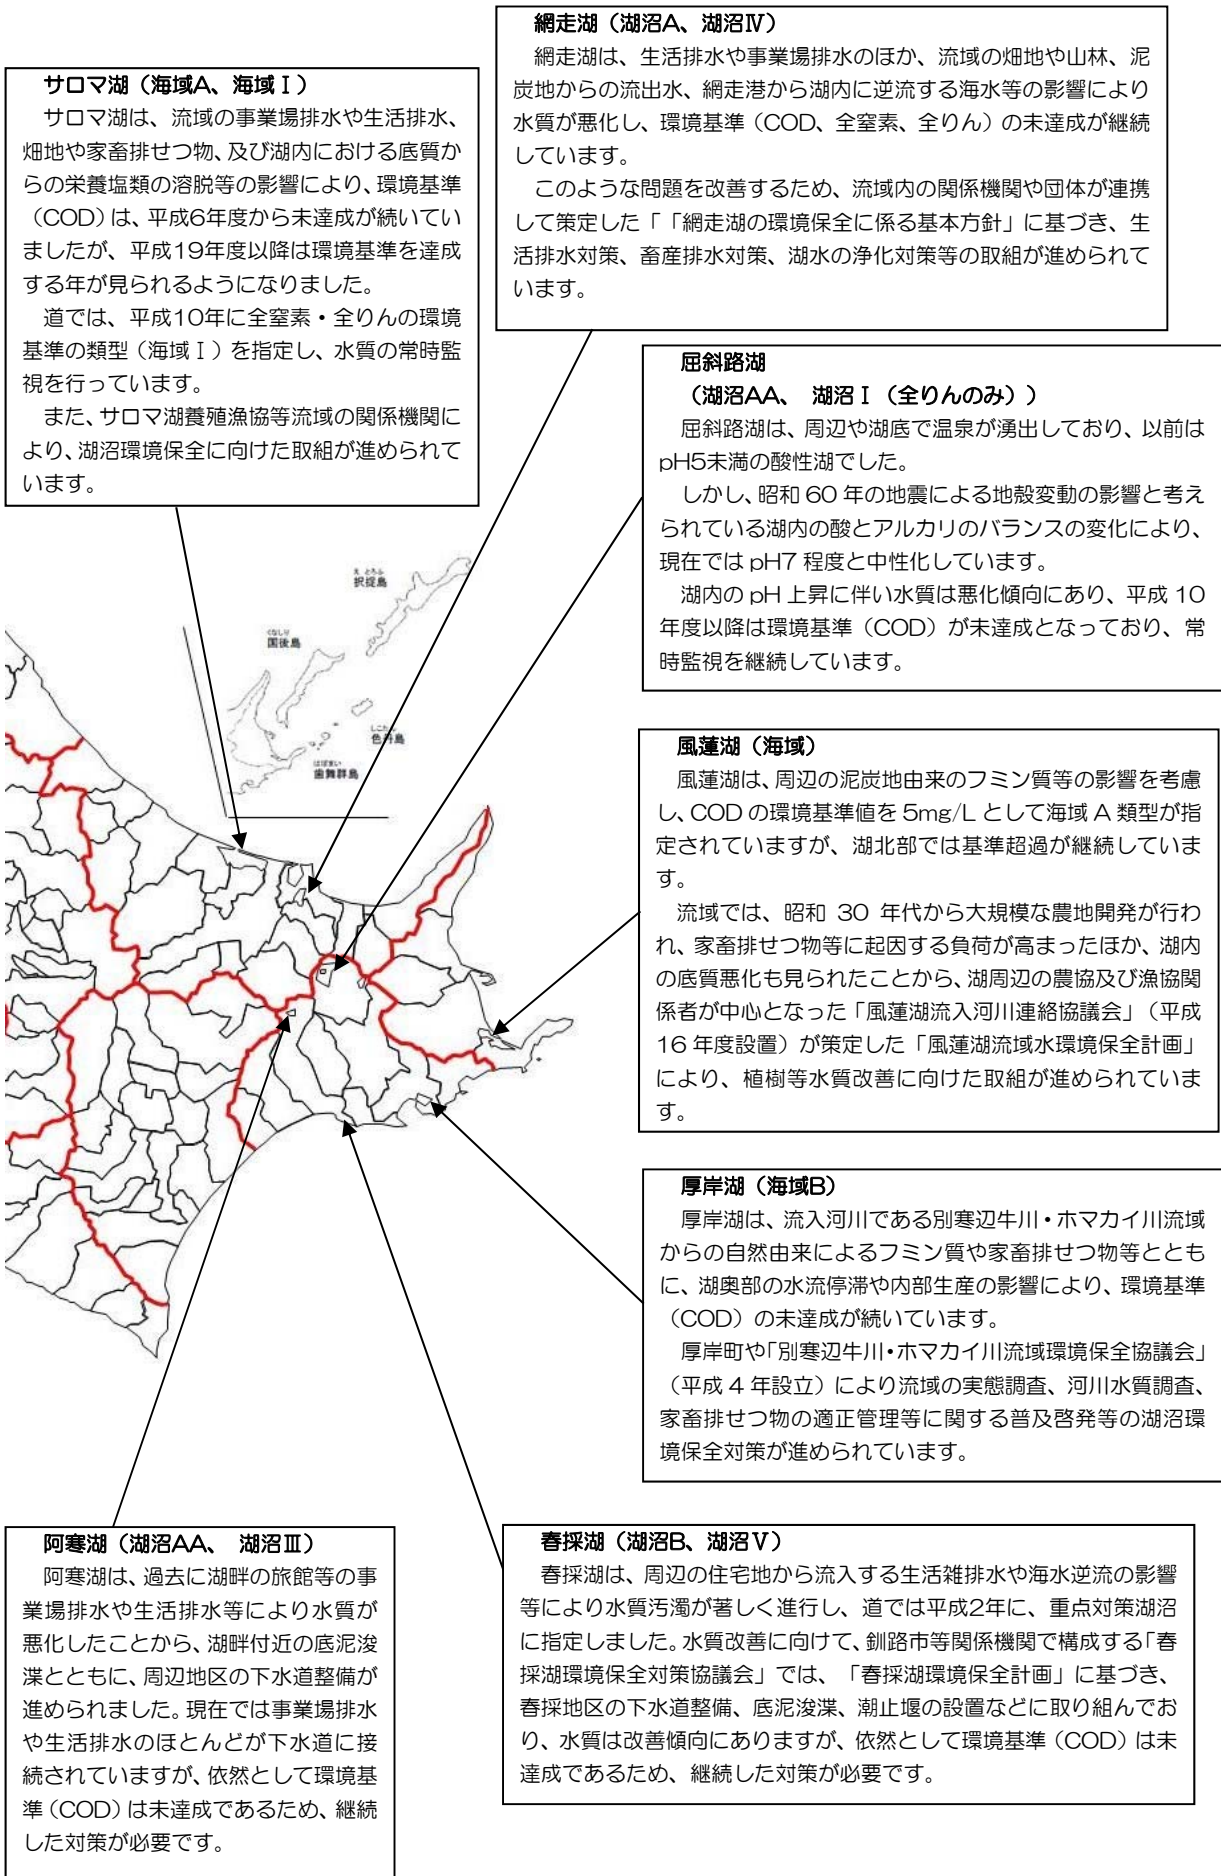 網走湖（湖沼A、湖沼Ⅳ）
網走湖は、生活排水や事業場排水のほか、流域の畑地や山林、泥
炭地からの流出水、網走港から湖内に逆流する海水等の影響により
水質が悪化し、環境基準（COD、全窒素、全りん）の未達成が継続
しています。
このような問題を改善するため、流域内の関係機関や団体が連携
して策定した「「網走湖の環境保全に係る基本方針」に基づき、生
活排水対策、畜産排水対策、湖水の浄化対策等の取組が進められて
います。
サロマ湖（海域A、海域Ⅰ）
サロマ湖は、流域の事業場排水や生活排水、
畑地や家畜排せつ物、及び湖内における底質か
らの栄養塩類の溶脱等の影響により、環境基準
（COD）は、平成6年度から未達成が続いてい
ましたが、平成19年度以降は環境基準を達成
する年が見られるようになりました。
道では、平成10年に全窒素・全りんの環境
基準の類型（海域Ⅰ）を指定し、水質の常時監
視を行っています。
また、サロマ湖養殖漁協等流域の関係機関に
より、湖沼環境保全に向けた取組が進められて
います。
屈斜路湖
（湖沼AA、 湖沼Ⅰ（全りんのみ））
屈斜路湖は、周辺や湖底で温泉が湧出しており、以前は
pH5未満の酸性湖でした。
しかし、昭和 60 年の地震による地殻変動の影響と考え
られている湖内の酸とアルカリのバランスの変化により、
現在では pH7 程度と中性化しています。
湖内の pH 上昇に伴い水質は悪化傾向にあり、平成 10
年度以降は環境基準（COD）が未達成となっており、常
時監視を継続しています。
え とろふ
択捉島
くなしり
国後島
しこたん
色丹島
はぼまい
歯舞群島
風蓮湖（海域）
風蓮湖は、周辺の泥炭地由来のフミン質等の影響を考慮
し、COD の環境基準値を 5mg/L として海域 A 類型が指
定されていますが、湖北部では基準超過が継続していま
す。
流域では、昭和 30 年代から大規模な農地開発が行わ
れ、家畜排せつ物等に起因する負荷が高まったほか、湖内
の底質悪化も見られたことから、湖周辺の農協及び漁協関
係者が中心となった「風蓮湖流入河川連絡協議会」（平成
16 年度設置）が策定した「風蓮湖流域水環境保全計画」
により、植樹等水質改善に向けた取組が進められていま
す。
厚岸湖（海域B）
厚岸湖は、流入河川である別寒辺牛川・ホマカイ川流域
からの自然由来によるフミン質や家畜排せつ物等ととも
に、湖奥部の水流停滞や内部生産の影響により、環境基準
（COD）の未達成が続いています。
厚岸町や「別寒辺牛川・ホマカイ川流域環境保全協議会」
（平成 4 年設立）により流域の実態調査、河川水質調査、
家畜排せつ物の適正管理等に関する普及啓発等の湖沼環
境保全対策が進められています。
阿寒湖（湖沼AA、 湖沼Ⅲ）
阿寒湖は、過去に湖畔の旅館等の事
業場排水や生活排水等により水質が
悪化したことから、湖畔付近の底泥浚
渫とともに、周辺地区の下水道整備が
進められました。現在では事業場排水
や生活排水のほとんどが下水道に接
続されていますが、依然として環境基
準（COD）は未達成であるため、継続
した対策が必要です。
春採湖（湖沼B、湖沼Ⅴ）
春採湖は、周辺の住宅地から流入する生活雑排水や海水逆流の影響
等により水質汚濁が著しく進行し、道では平成2年に、重点対策湖沼
に指定しました。水質改善に向けて、釧路市等関係機関で構成する「春
採湖環境保全対策協議会」では、「春採湖環境保全計画」に基づき、
春採地区の下水道整備、底泥浚渫、潮止堰の設置などに取り組んでお
り、水質は改善傾向にありますが、依然として環境基準（COD）は未
達成であるため、継続した対策が必要です。